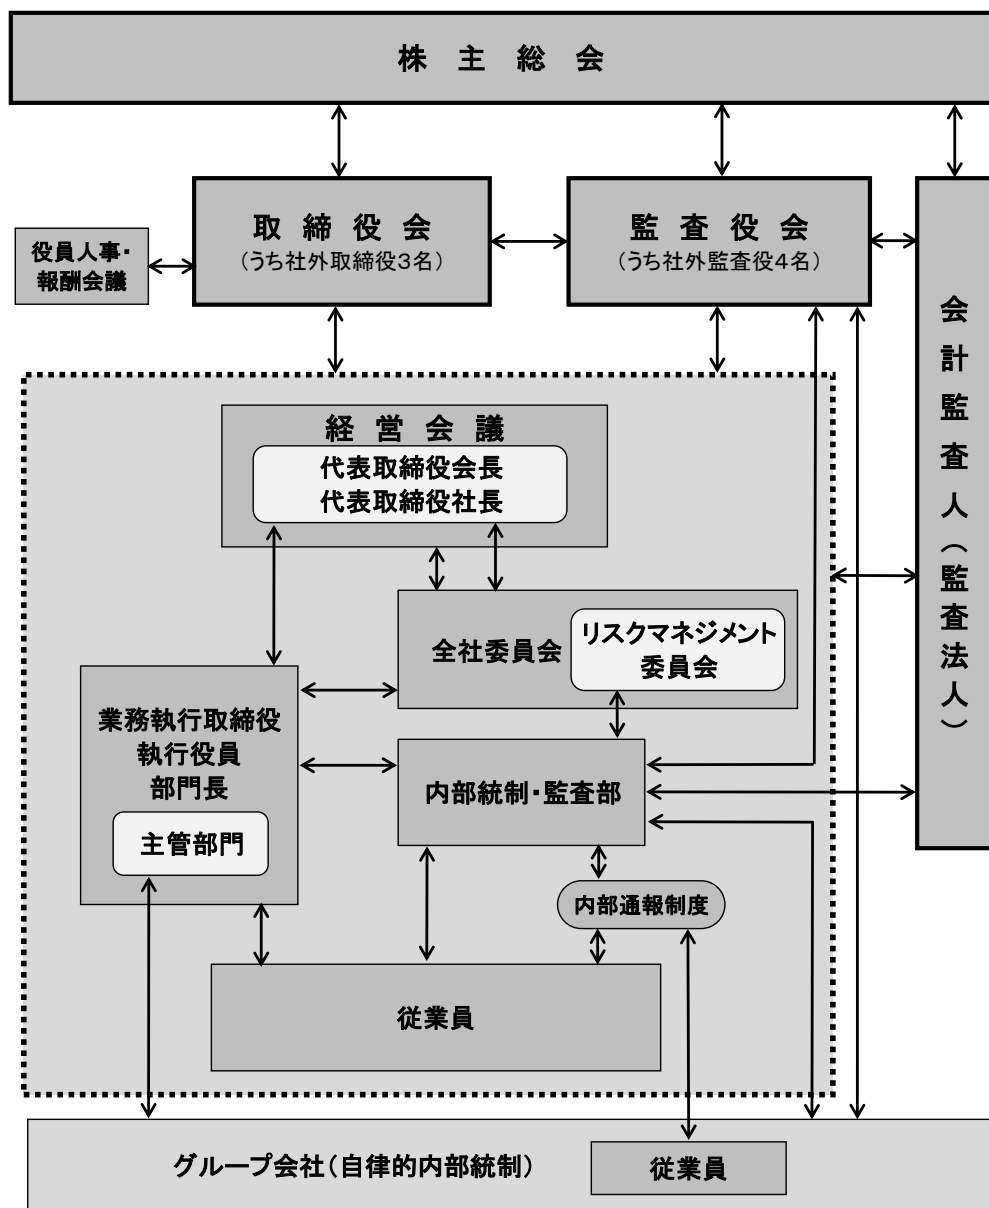 株主総会
取締役会
(うち社外取締役3名)
監査役会
(うち社外監査役4名)
役員人事・
報酬会議
会計監査人(監査法人)
経営会議
代表取締役会長
代表取締役社長
全社委員会
リスクマネジメント
委員会
業務執行取締役
執行役員
部門長
主管部門
内部統制・監査部
内部通報制度
従業員
グループ会社(自律的内部統制)
従業員